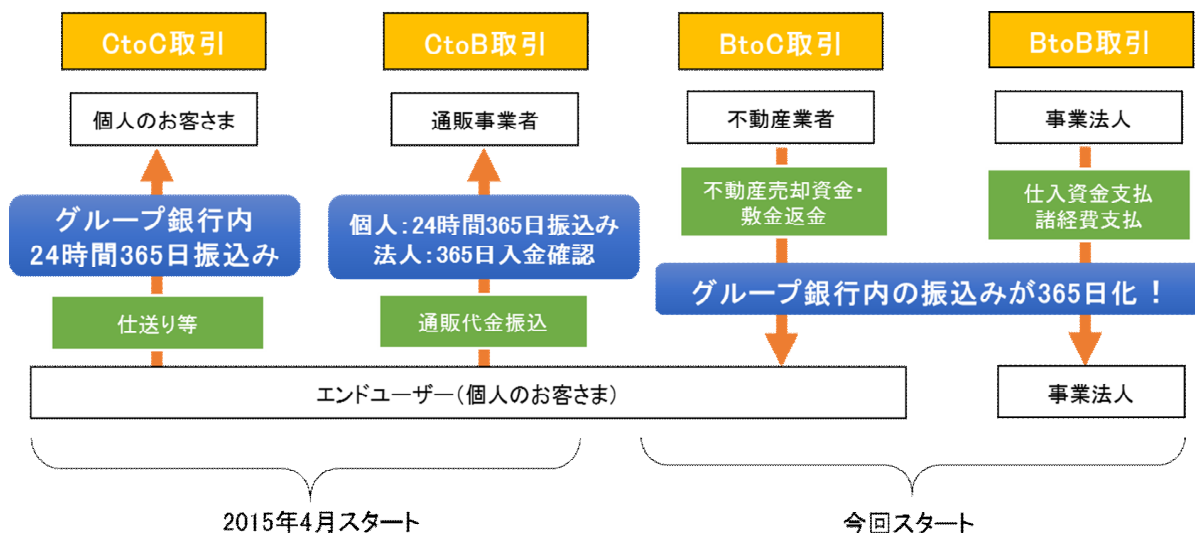 CtoC取引
CtoB取引
BtoC取引
BtoB取引
個人のお客さま
通販事業者
不動産業者
事業法人
不動産売却資金・
敷金返金
仕入資金支払
諸経費支払
グループ銀行内
24時間365日振込み
個人：24時間365日振込み
法人：365日入金確認
グループ銀行内の振込みが365日化！
仕送り等
通販代金振込
エンドユーザー（個人のお客さま）
事業法人
2015年4月スタート
今回スタート